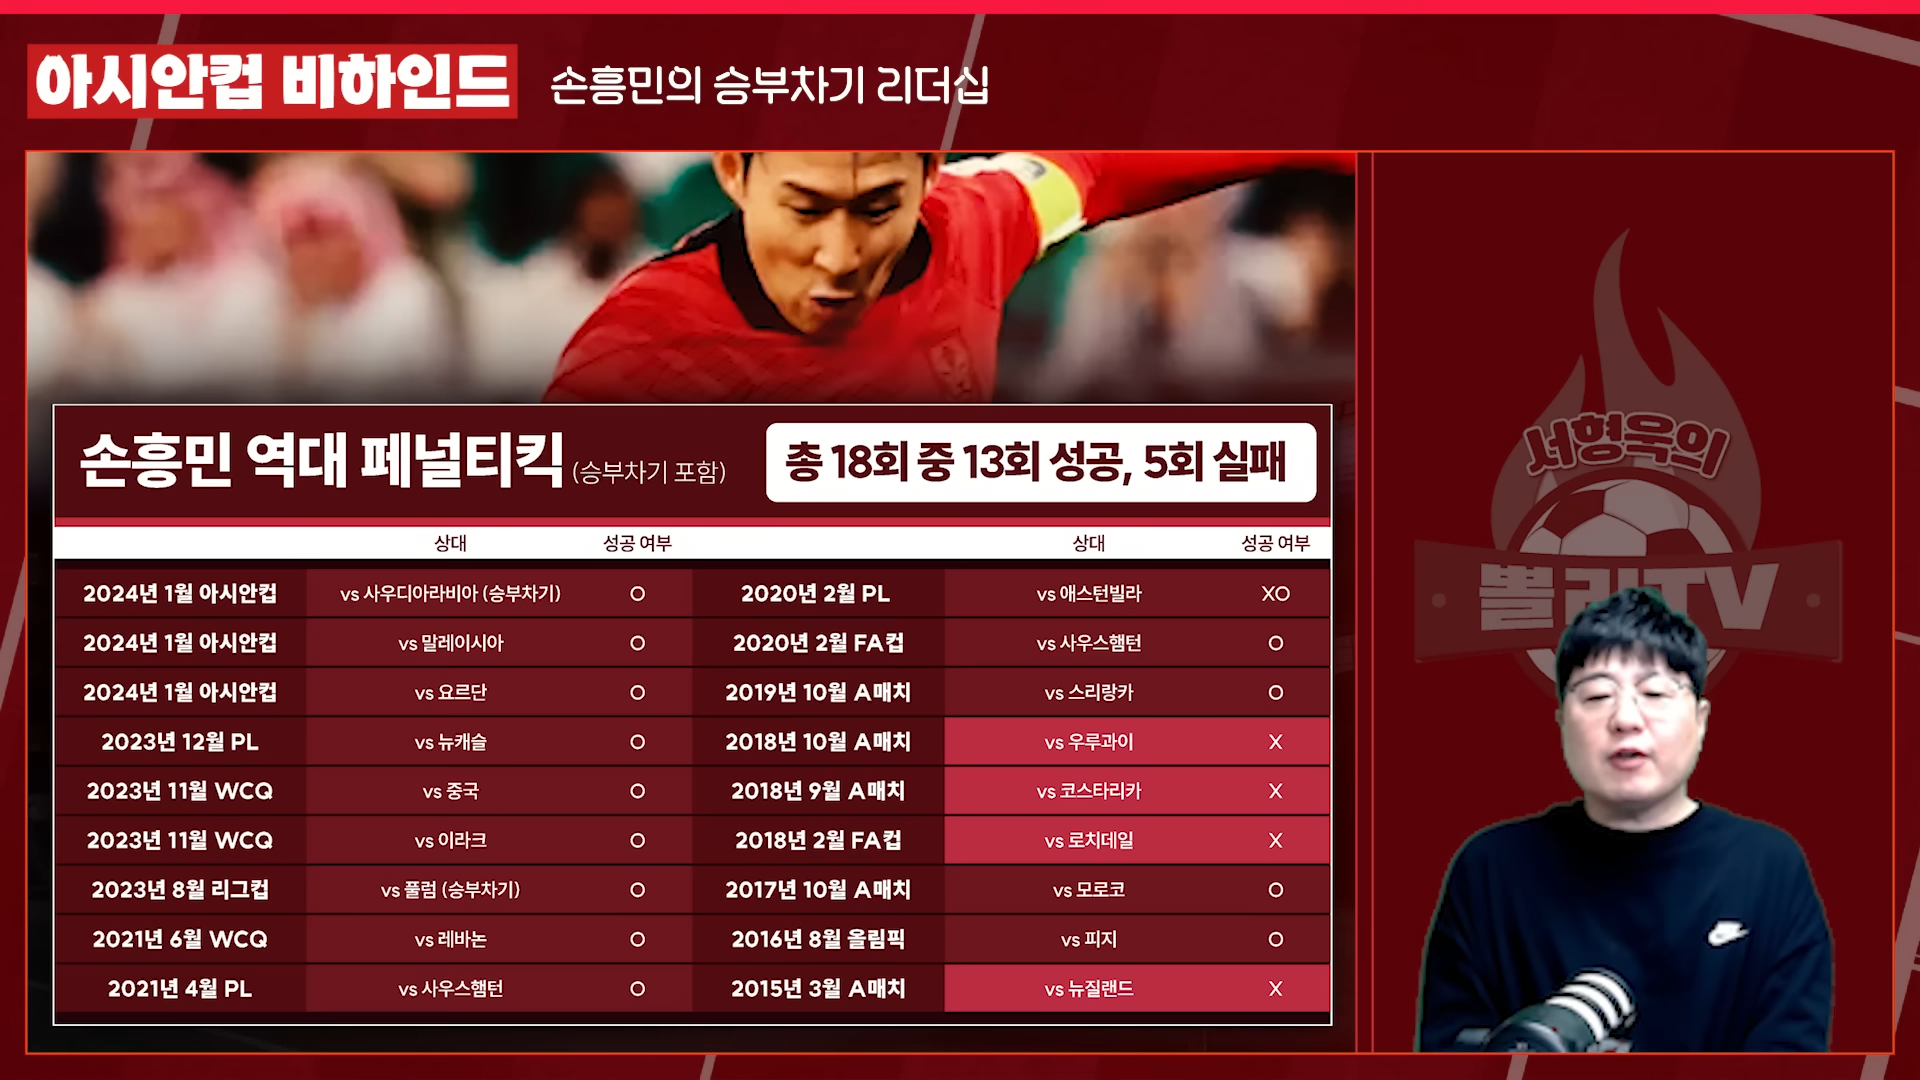 아시안컵 비하인드 손흥민의 승부차기 리더십
손흥민 역대 페널티킥 (승부차기 포함) 총 18회 중 13회 성공, 5회 실패
상대 성공 여부 상대 성공 여부
2024년 1월 아시안컵 vs 사우디아라비아 (승부차기) O 2020년 2월 PL vs 애스턴빌라 XO
2024년 1월 아시안컵 vs 말레이시아 O 2020년 2월 FA컵 vs 사우스햄턴 O
2024년 1월 아시안컵 vs 요르단 O 2019년 10월 A매치 vs 스리랑카 O
2023년 12월 PL vs 뉴캐슬 O 2018년 10월 A매치 vs 우루과이 X
2023년 11월 WCQ vs 중국 O 2018년 9월 A매치 vs 코스타리카 X
2023년 11월 WCQ vs 이라크 O 2018년 2월 FA컵 vs 로치데일 X
2023년 8월 리그컵 vs 풀럼 (승부차기) O 2017년 10월 A매치 vs 모로코 O
2021년 6월 WCQ vs 레바논 O 2016년 8월 올림픽 vs 피지 O
2021년 4월 PL vs 사우스햄턴 O 2015년 3월 A매치 vs 뉴질랜드 X
서형욱의
뽈리TV